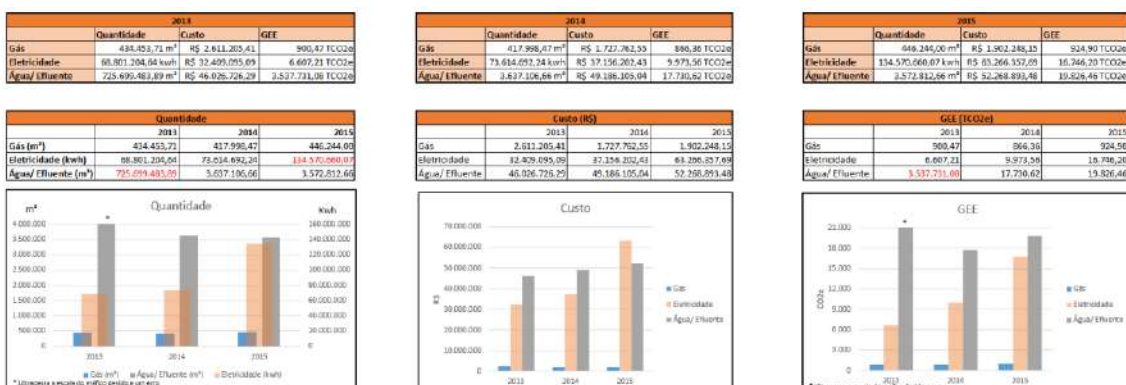 2013
Quantidade Custo GEE
Gás 434.453,71 m³ R$ 2.611.205,41 900,47 TCO2e
Eletricidade 68.801.204,64 kwh R$ 32.409.095,09 6.607,21 TCO2e
Água/ Efluente 725.699.483,89 m³ R$ 46.026.726,29 3.537.731,08 TCO2e
2014
Quantidade Custo GEE
Gás 417.998,47 m³ R$ 1.727.762,55 866,36 TCO2e
Eletricidade 73.614.692,24 kwh R$ 37.156.202,43 9.973,56 TCO2e
Água/ Efluente 3.637.106,66 m³ R$ 49.186.105,04 17.730,62 TCO2e
2015
Quantidade Custo GEE
Gás 446.244,00 m³ R$ 1.902.248,15 924,90 TCO2e
Eletricidade 134.570.660,07 kwh R$ 63.266.357,69 16.746,20 TCO2e
Água/ Efluente 3.572.812,66 m³ R$ 52.268.893,48 19.826,46 TCO2e
Quantidade
2013 2014 2015
Gás (m³) 434.453,71 417.998,47 446.244,00
Eletricidade (kwh) 68.801.204,64 73.614.692,24 134.570.660,07
Água/ Efluente (m³) 725.699.483,89 3.637.106,66 3.572.812,66
Custo (R$)
2013 2014 2015
Gás 2.611.205,41 1.727.762,55 1.902.248,15
Eletricidade 32.409.095,09 37.156.202,43 63.266.357,69
Água/ Efluente 46.026.726,29 49.186.105,04 52.268.893,48
GEE (TCO2e)
2013 2014 2015
Gás 900,47 866,36 924,90
Eletricidade 6.607,21 9.973,56 16.746,20
Água/ Efluente 3.537.731,08 17.730,62 19.826,46
Quantidade
m³ Kwh
4.000.000 160.000.000
3.500.000 140.000.000
3.000.000 120.000.000
2.500.000 100.000.000
2.000.000 80.000.000
1.500.000 60.000.000
1.000.000 40.000.000
500.000 20.000.000
0 0
*
2013 2014 2015
Gás (m³) Água/ Efluente (m³) Eletricidade (kwh)
* Ultrapassa a escala do gráfico devido a um erro
Custo
70.000.000
60.000.000
50.000.000
40.000.000
30.000.000
20.000.000
10.000.000
0
R$
2013 2014 2015
Gás
Eletricidade
Água/ Efluente
GEE
21.000
18.000
15.000
12.000
9.000
6.000
3.000
0
CO2e
*
2013 2014 2015
Gás
Eletricidade
Água/ Efluente